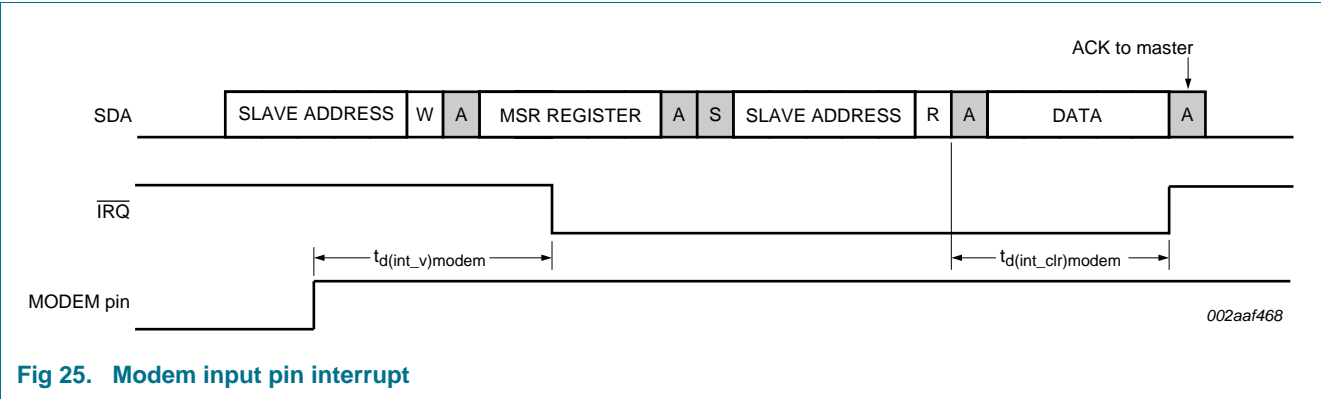 ACK to master
SDA SLAVE ADDRESS W A MSR REGISTER A S SLAVE ADDRESS R A DATA A
IRQ
td(int_v)modem td(int_clr)modem
MODEM pin
002aaf468
Fig 25. Modem input pin interrupt